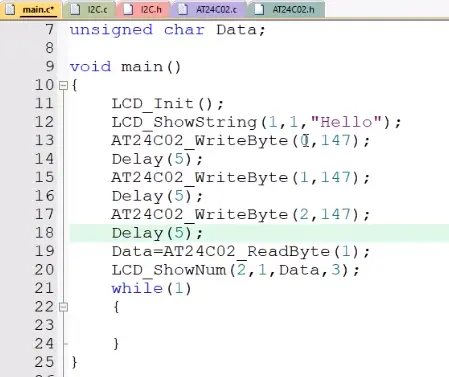 main.c* I2C.c I2C.h AT24C02.c AT24C02.h
7 unsigned char Data;
8
9 void main()
10 {
11 LCD_Init();
12 LCD_ShowString(1,1,"Hello");
13 AT24C02_WriteByte(0,147);
14 Delay(5);
15 AT24C02_WriteByte(1,147);
16 Delay(5);
17 AT24C02_WriteByte(2,147);
18 Delay(5);
19 Data=AT24C02_ReadByte(1);
20 LCD_ShowNum(2,1,Data,3);
21 while(1)
22 {
23
24 }
25 }